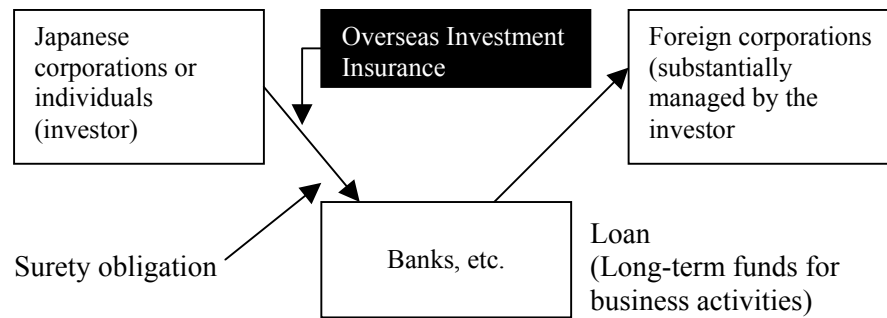 Japanese
corporations or
individuals
(investor)
Overseas Investment
Insurance
Foreign corporations
(substantially
managed by the
investor
Surety obligation
Banks, etc.
Loan
(Long-term funds for
business activities)